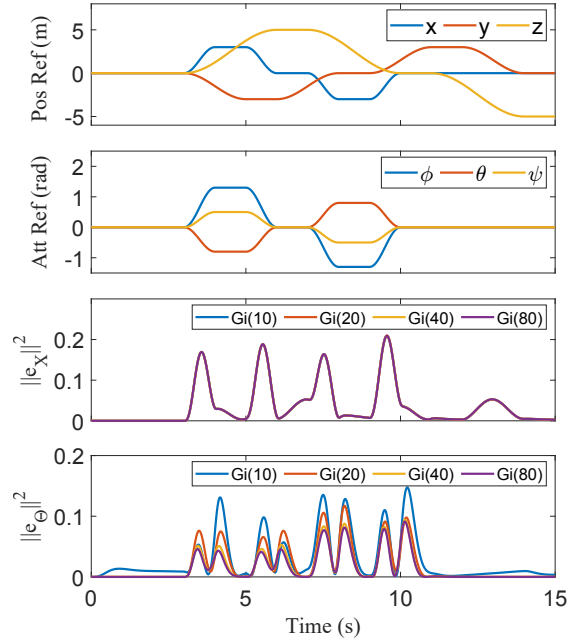 Pos Ref (m)
5
0
-5
x y z
Att Ref (rad)
2
1
0
-1
ϕ θ ψ
||e_X||^2
0.2
0.1
0
Gi(10) Gi(20) Gi(40) Gi(80)
||e_Θ||^2
0.2
0.1
0
Gi(10) Gi(20) Gi(40) Gi(80)
0 5 10 15
Time (s)